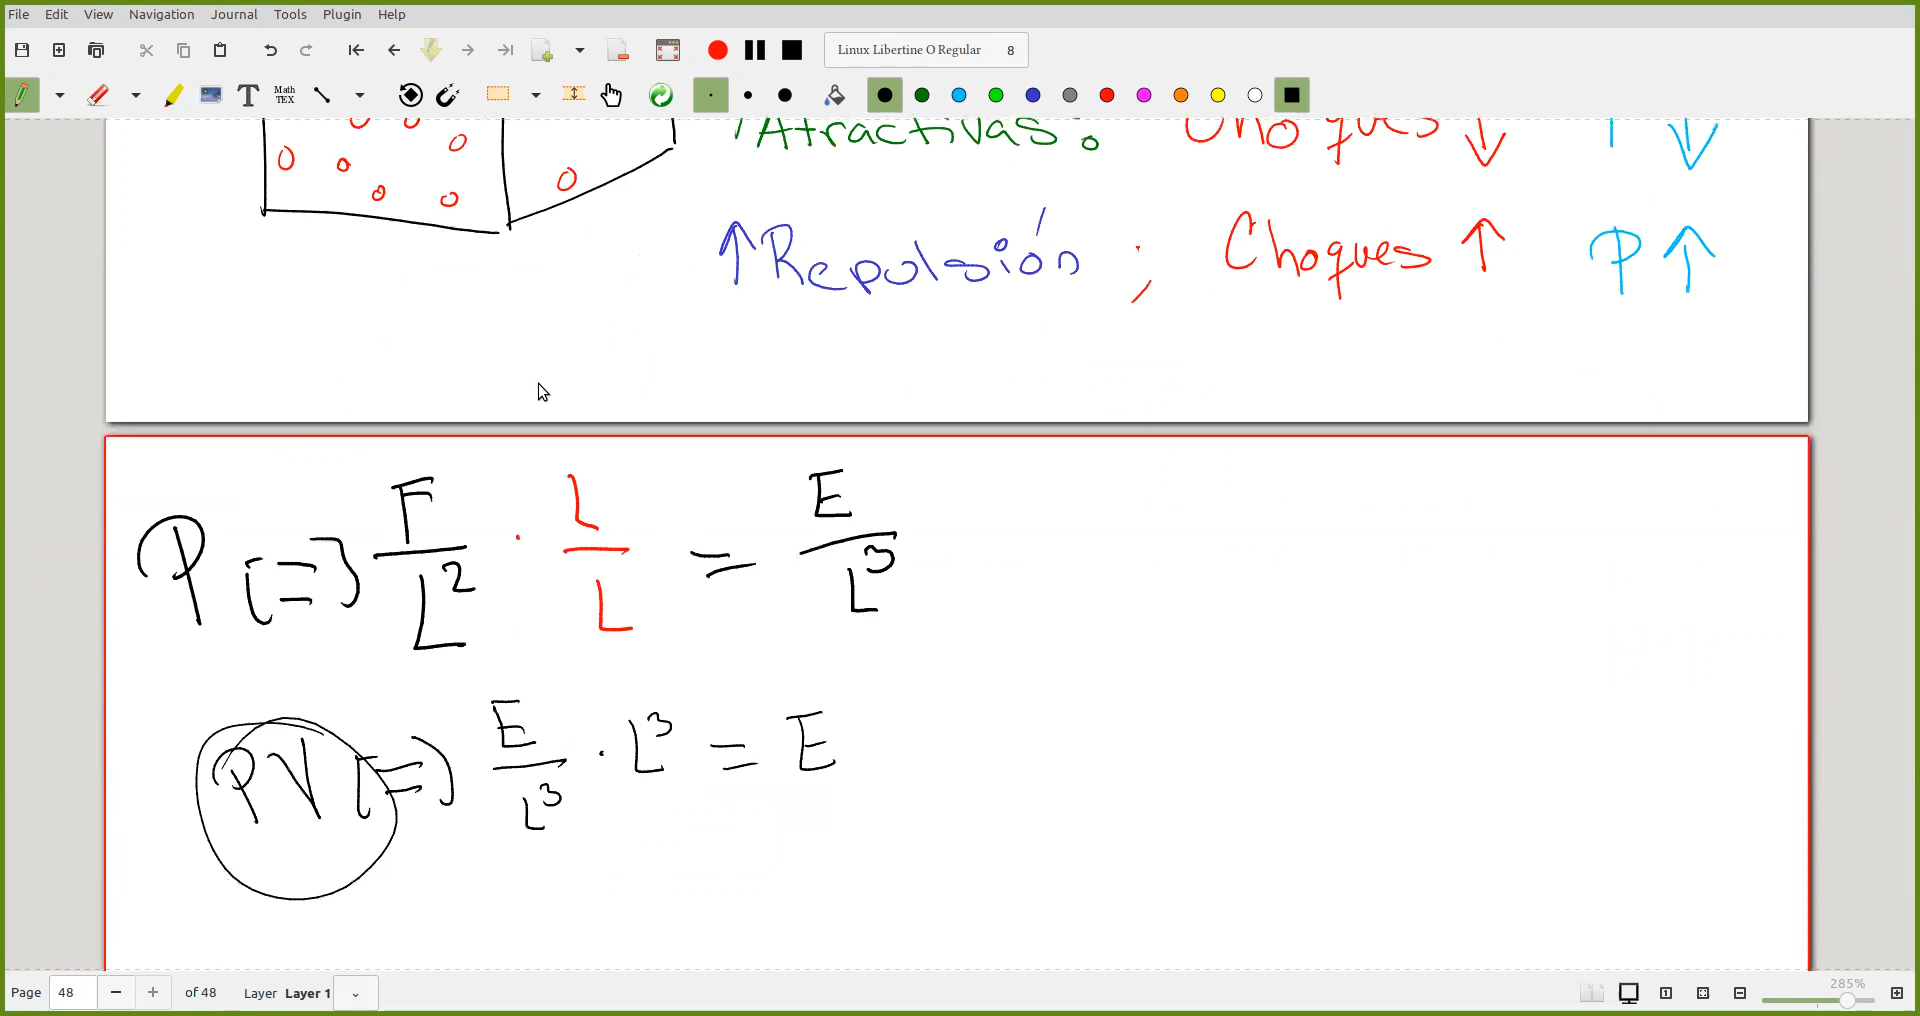 File Edit View Navigation Journal Tools Plugin Help
Linux Libertine O Regular 8
T Math TEX
↑Atractivas: Choques ↓ P ↓
↑Repulsión ; Choques ↑ P ↑
P [=] F/L² · L/L = E/L³
PV [=] E/L³ · L³ = E
Page 48 of 48 Layer Layer 1 285%